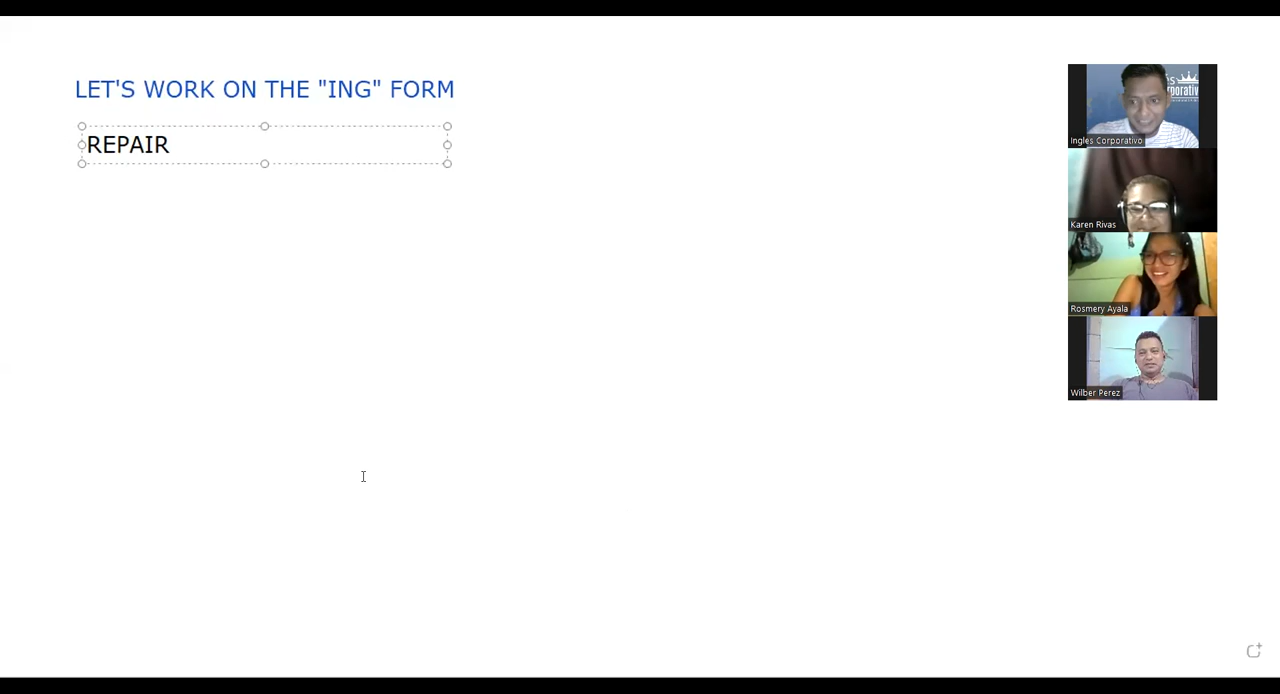 LET'S WORK ON THE "ING" FORM
REPAIR
Ingles Corporativo
Karen Rivas
Rosmery Ayala
Wilber Perez